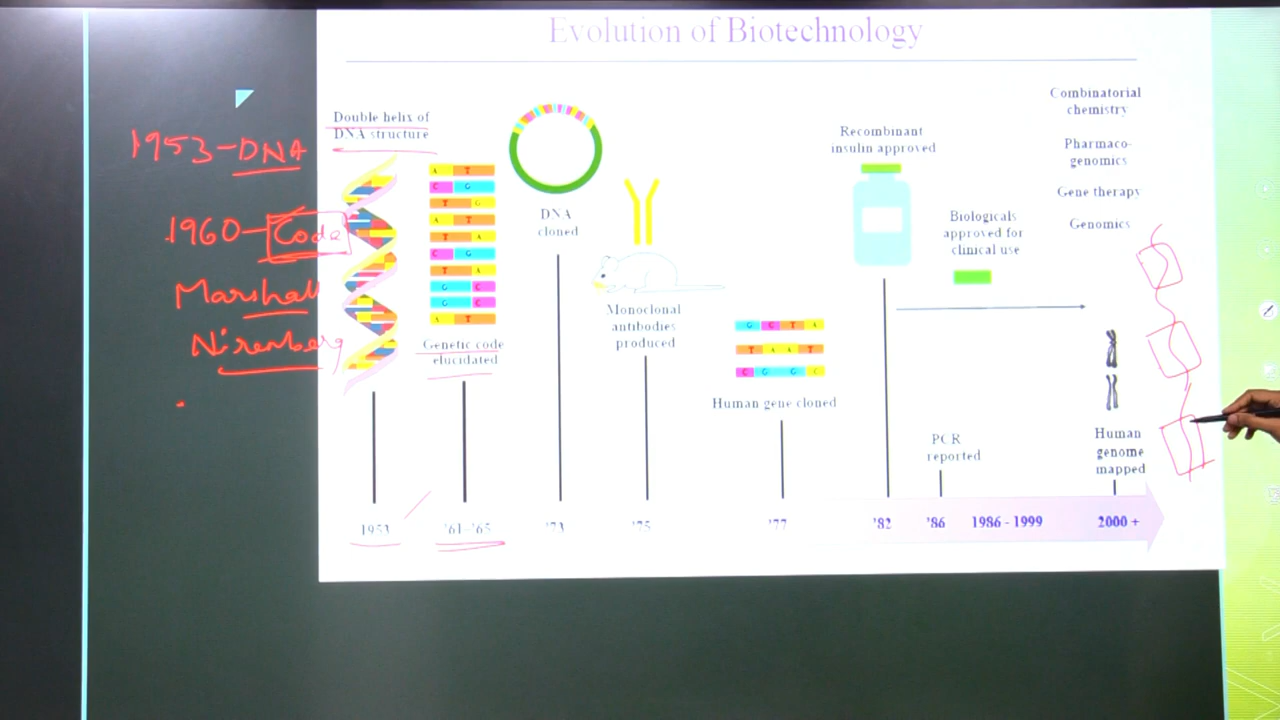 Evolution of Biotechnology
1953-DNA
1960-Code
Marshall
Nirenberg
Double helix of
DNA structure
A T
C G
T G
A T
T A
C G
T A
G C
G C
A T
Genetic code
elucidated
DNA
cloned
Monoclonal
antibodies
produced
G G T A
T A A T
C G G C
Human gene cloned
Recombinant
insulin approved
Biologicals
approved for
clinical use
PCR
reported
Combinatorial
chemistry
Pharmaco-
genomics
Gene therapy
Genomics
Human
genome
mapped
1953
'61-'65
'73
'75
'77
'82
'86
1986 - 1999
2000 +